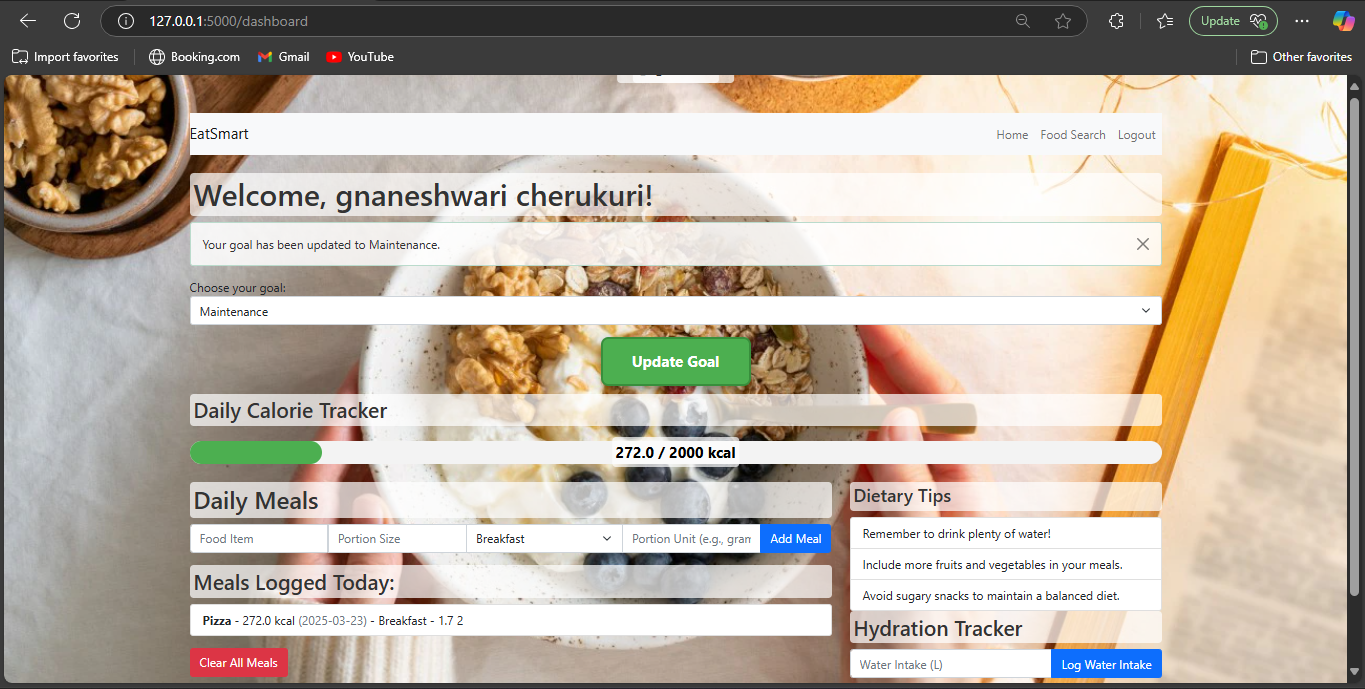 127.0.0.1:5000/dashboard
Update
Import favorites
Booking.com
Gmail
YouTube
Other favorites
EatSmart
Home
Food Search
Logout
Welcome, gnaneshwari cherukuri!
Your goal has been updated to Maintenance.
Choose your goal:
Maintenance
Update Goal
Daily Calorie Tracker
272.0 / 2000 kcal
Daily Meals
Food Item
Portion Size
Breakfast
Portion Unit (e.g., gran
Add Meal
Meals Logged Today:
Pizza - 272.0 kcal (2025-03-23) - Breakfast - 1.7 2
Clear All Meals
Dietary Tips
Remember to drink plenty of water!
Include more fruits and vegetables in your meals.
Avoid sugary snacks to maintain a balanced diet.
Hydration Tracker
Water Intake (L)
Log Water Intake